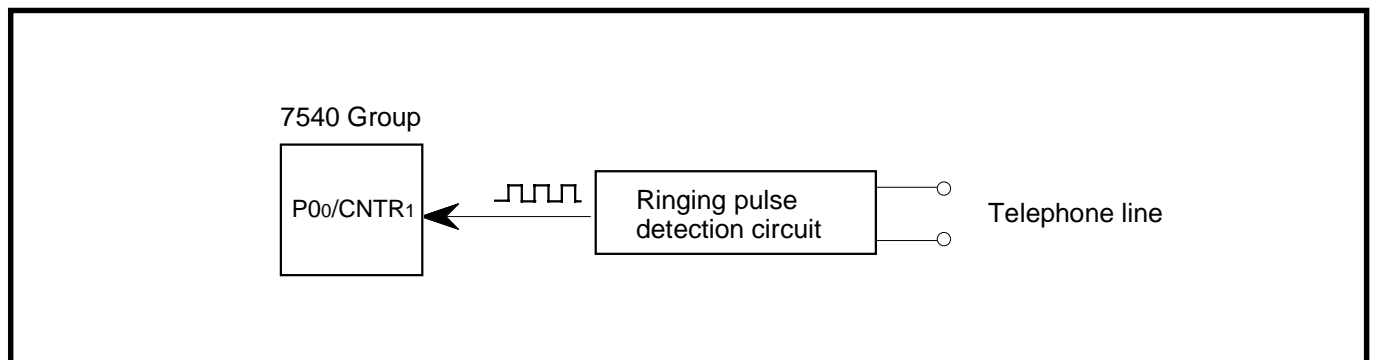 7540 Group
P00/CNTR1
Ringing pulse
detection circuit
Telephone line